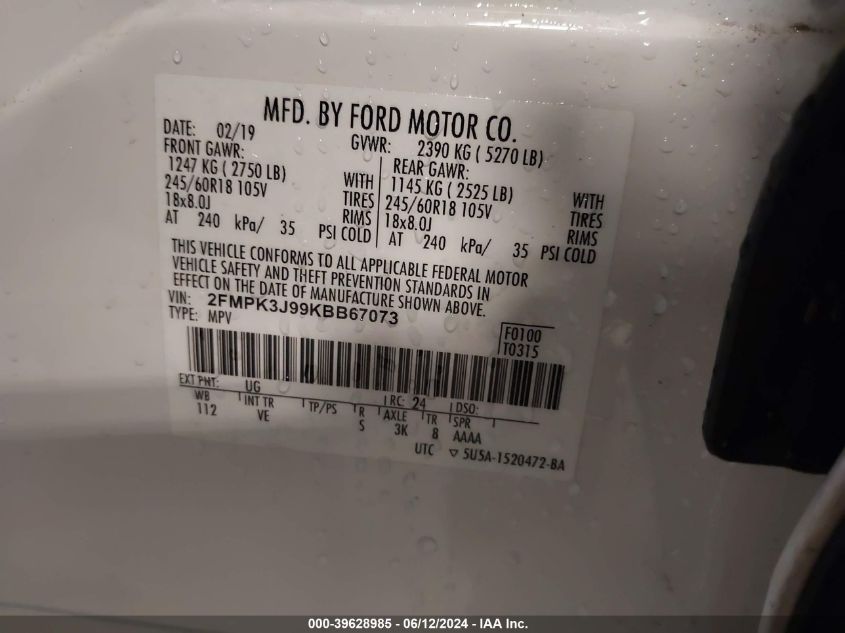 MFD. BY FORD MOTOR CO.
DATE: 02/19 GVWR: 2390 KG ( 5270 LB)
FRONT GAWR: REAR GAWR:
1247 KG ( 2750 LB) WITH 1145 KG ( 2525 LB) WITH
245/60R18 105V TIRES 245/60R18 105V TIRES
18x8.0J RIMS 18x8.0J RIMS
AT 240 kPa/ 35 PSI COLD AT 240 kPa/ 35 PSI COLD
THIS VEHICLE CONFORMS TO ALL APPLICABLE FEDERAL MOTOR
VEHICLE SAFETY AND THEFT PREVENTION STANDARDS IN
EFFECT ON THE DATE OF MANUFACTURE SHOWN ABOVE.
VIN: 2FMPK3J99KBB67073
TYPE: MPV
F0100
T0315
EXT PNT: UG RC: 24 DSO:
WB INT TR TP/PS R AXLE TR SPR
112 VE S 3K 8 AAAA
UTC ▽ 5U5A-1520472-BA
000-39628985 - 06/12/2024 - IAA Inc.